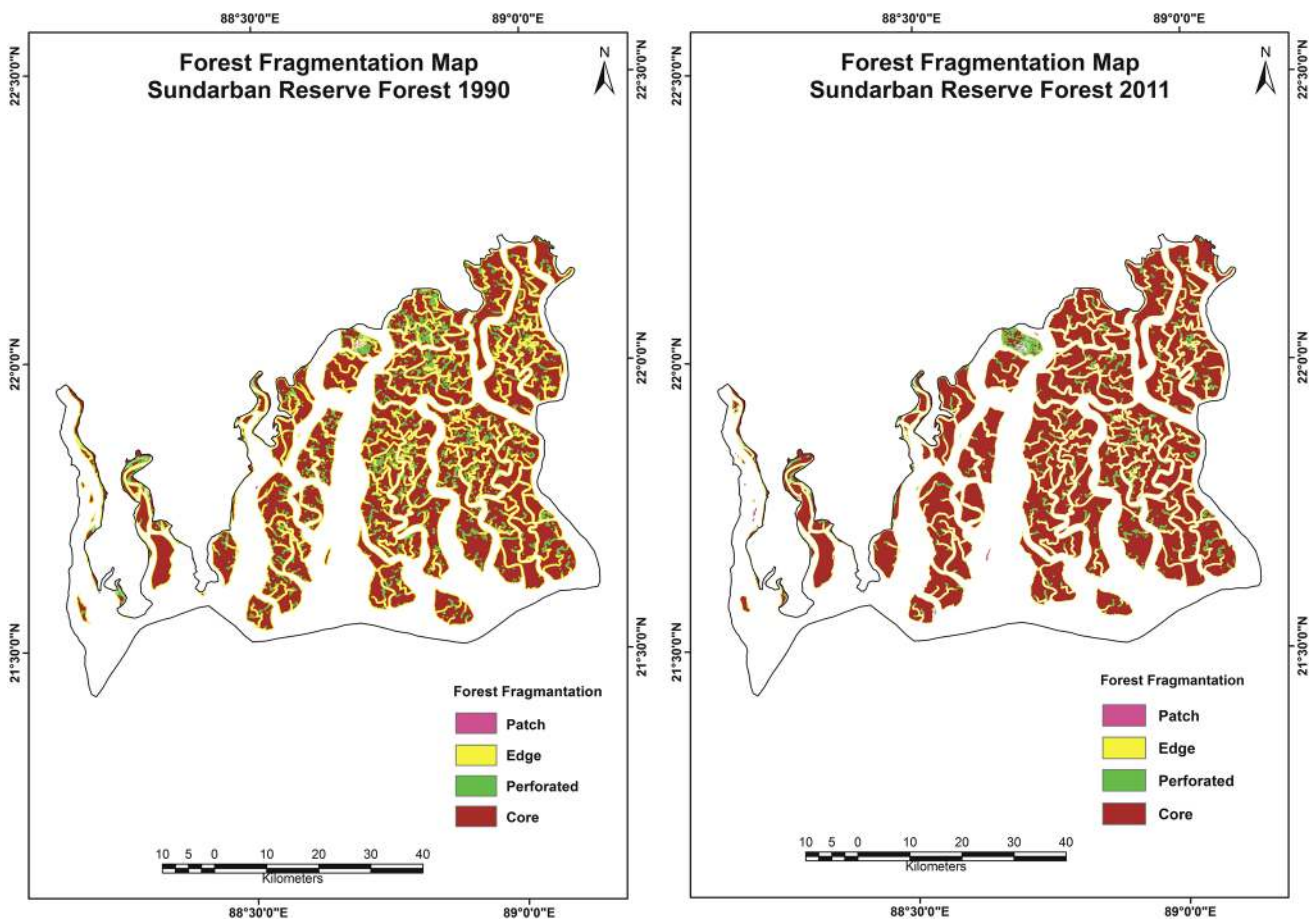 88°30'0"E
89°0'0"E
Forest Fragmentation Map
Sundarban Reserve Forest 1990
N
22°30'0"N
22°30'0"N
22°0'0"N
22°0'0"N
21°30'0"N
21°30'0"N
Forest Fragmantation
Patch
Edge
Perforated
Core
10 5 0 10 20 30 40
Kilometers
88°30'0"E
89°0'0"E
88°30'0"E
89°0'0"E
Forest Fragmentation Map
Sundarban Reserve Forest 2011
N
22°30'0"N
22°30'0"N
22°0'0"N
22°0'0"N
21°30'0"N
21°30'0"N
Forest Fragmantation
Patch
Edge
Perforated
Core
10 5 0 10 20 30 40
Kilometers
88°30'0"E
89°0'0"E